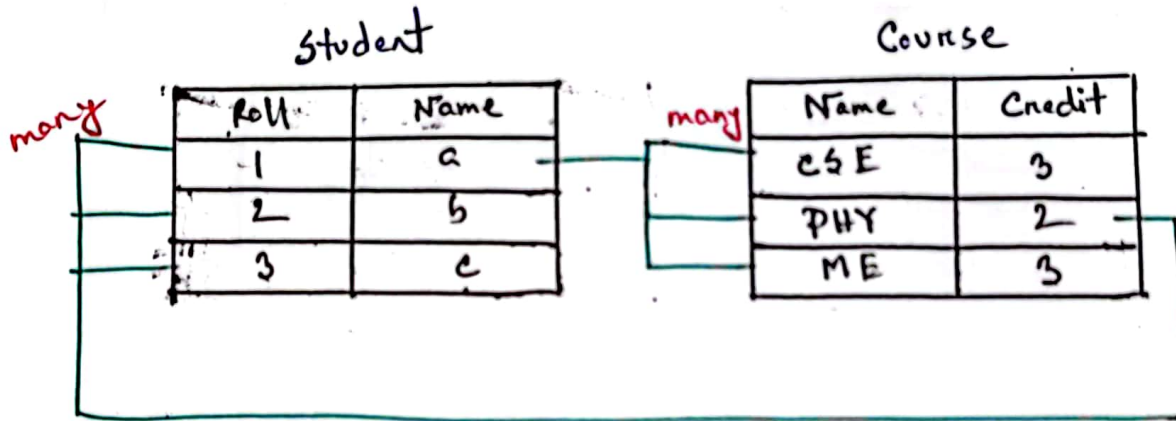 Student
Course
many
Roll Name
1 a
2 b
3 c
many
Name Credit
CSE 3
PHY 2
ME 3